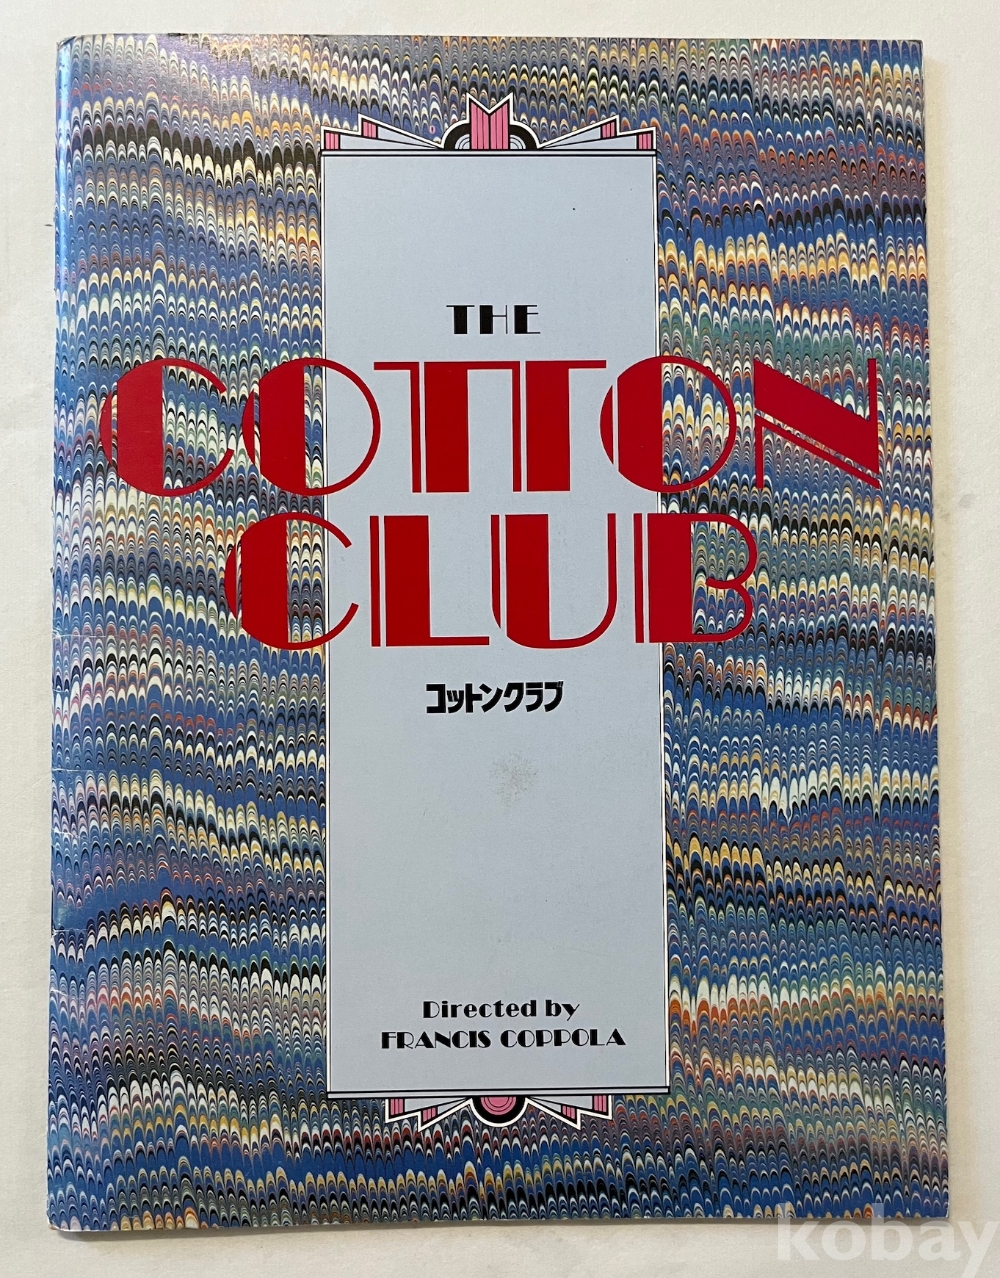 THE
COTTON
CLUB
コットンクラブ
Directed by
FRANCIS COPPOLA
kobay